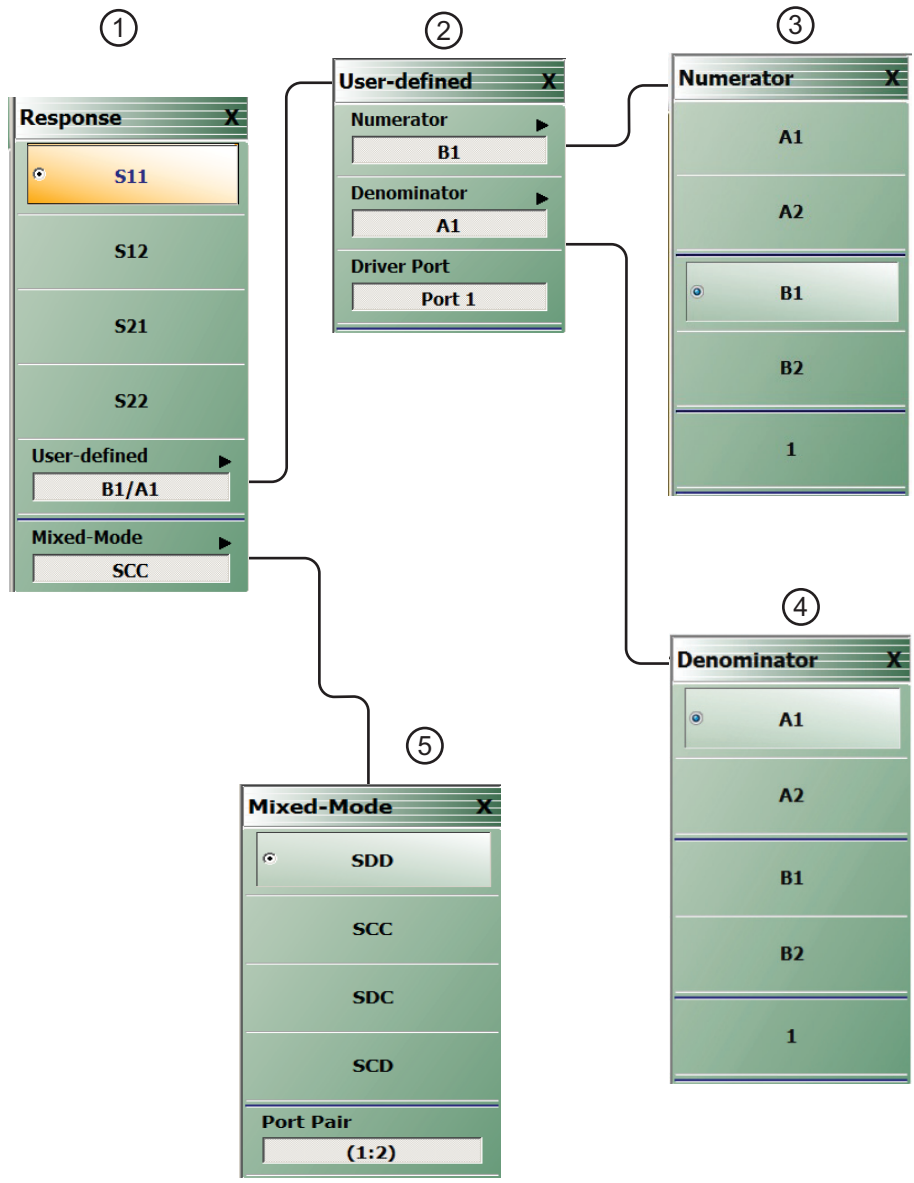 1
Response X
S11
S12
S21
S22
User-defined
B1/A1
Mixed-Mode
SCC
2
User-defined X
Numerator
B1
Denominator
A1
Driver Port
Port 1
3
Numerator X
A1
A2
B1
B2
1
4
Denominator X
A1
A2
B1
B2
1
5
Mixed-Mode X
SDD
SCC
SDC
SCD
Port Pair
(1:2)